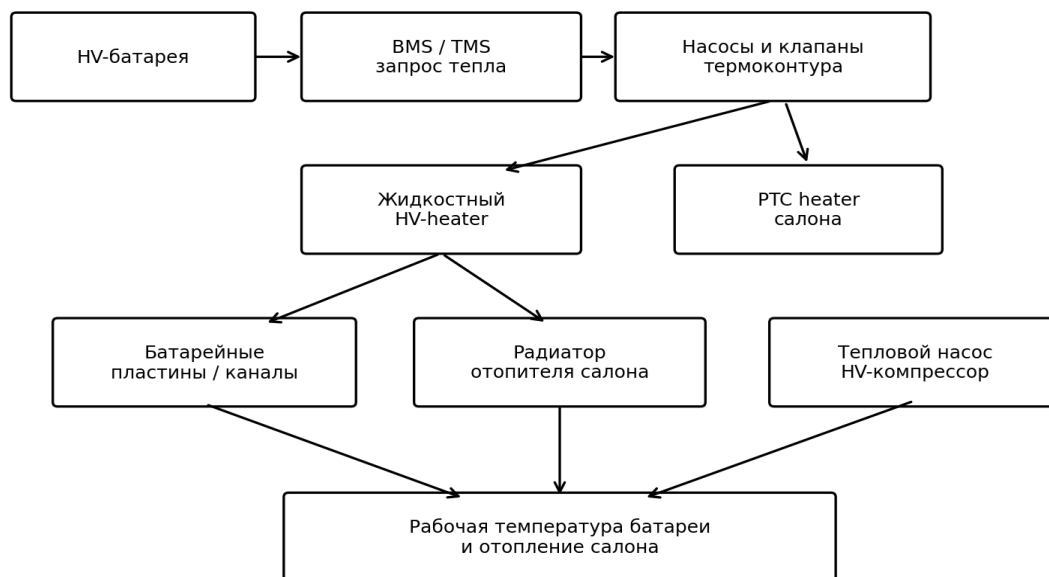 HV-батарея
BMS / TMS
запрос тепла
Насосы и клапаны
термоконтура
Жидкостный
HV-heater
PTC heater
салона
Батарейные
пластины / каналы
Радиатор
отопителя салона
Тепловой насос
HV-компрессор
Рабочая температура батареи
и отопление салона